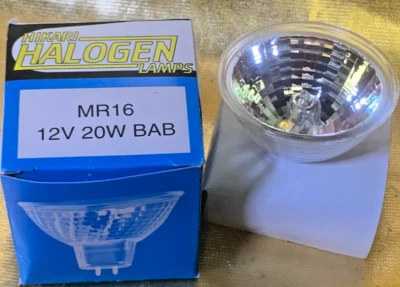 HIKARI
HALOGEN
LAMPS
MR16
12V 20W BAB